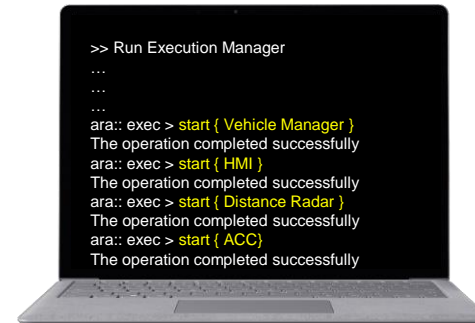 >> Run Execution Manager
…
…
…
ara:: exec > start { Vehicle Manager }
The operation completed successfully
ara:: exec > start { HMI }
The operation completed successfully
ara:: exec > start { Distance Radar }
The operation completed successfully
ara:: exec > start { ACC}
The operation completed successfully